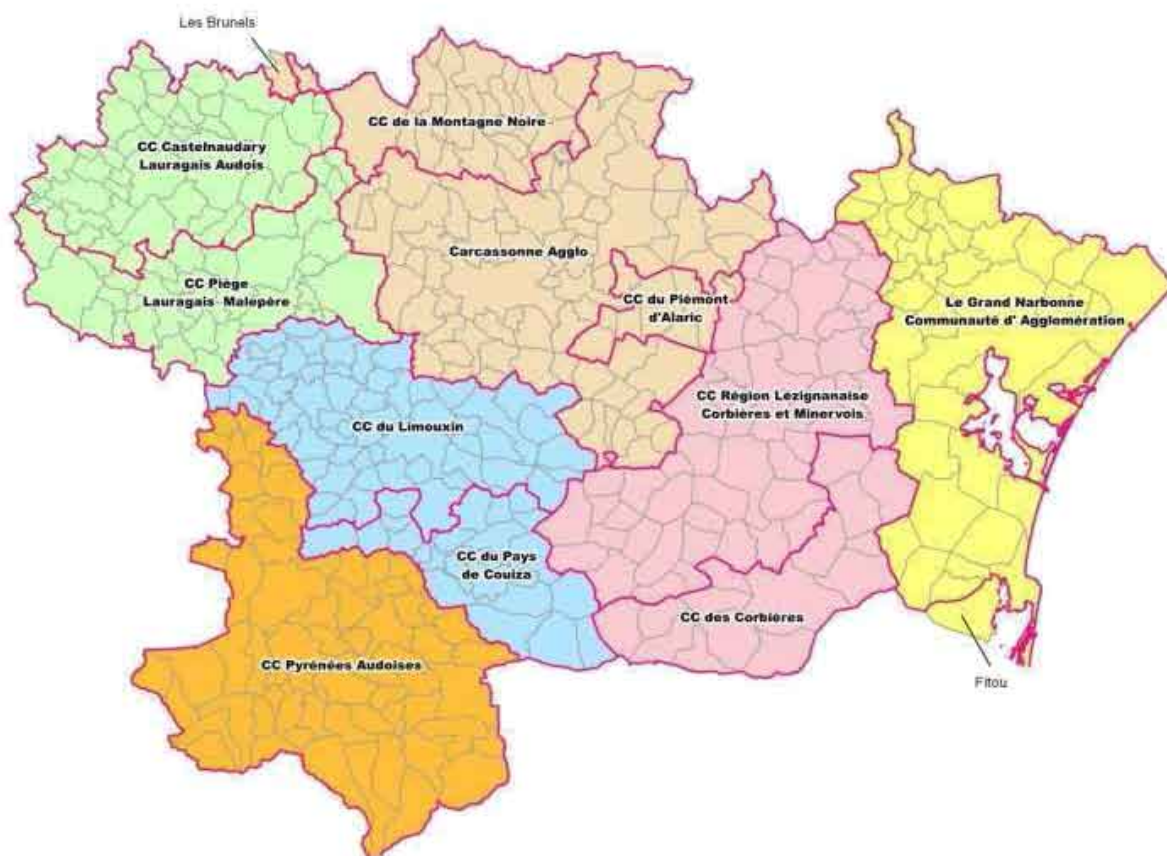 Les Brunels
CC de la Montagne Noire
CC Castelnaudary
Lauragais Audois
Carcassonne Agglo
CC Piège
Lauragais Malepère
CC du Piémont
d'Alaric
Le Grand Narbonne
Communauté d' Agglomération
CC Région Lézignanaise
Corbières et Minervois
CC du Limouxin
CC du Pays
de Couiza
CC des Corbières
CC Pyrénées Audoises
Fitou